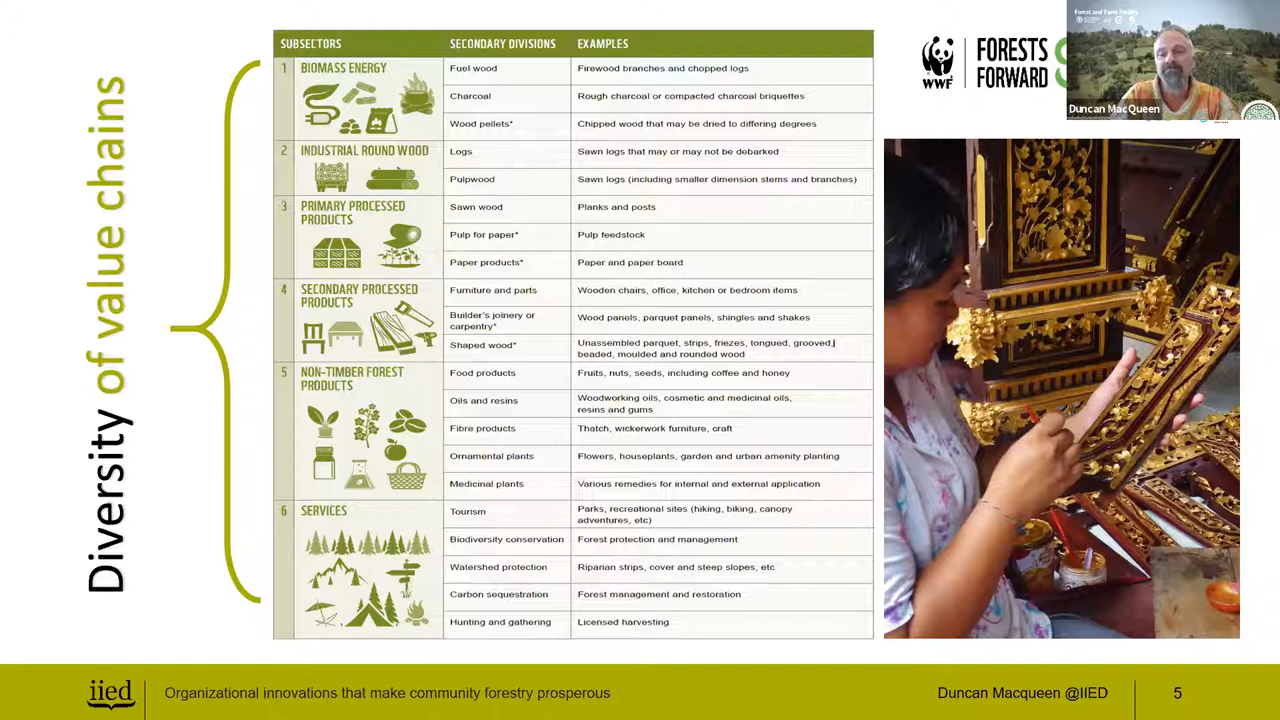 Diversity of value chains
SUBSECTORS SECONDARY DIVISIONS EXAMPLES
1 BIOMASS ENERGY Fuel wood Firewood branches and chopped logs
Charcoal Rough charcoal or compacted charcoal briquettes
Wood pellets* Chipped wood that may be dried to differing degrees
2 INDUSTRIAL ROUND WOOD Logs Sawn logs that may or may not be debarked
Pulpwood Sawn logs (including smaller dimension stems and branches)
3 PRIMARY PROCESSED
PRODUCTS
Sawn wood Planks and posts
Pulp for paper* Pulp feedstock
Paper products* Paper and paper board
4 SECONDARY PROCESSED
PRODUCTS
Furniture and parts Wooden chairs, office, kitchen or bedroom items
Builder's joinery or
carpentry*
Wood panels, parquet panels, shingles and shakes
Shaped wood* Unassembled parquet, strips, friezes, tongued, grooved,
beaded, moulded and rounded wood
5 NON-TIMBER FOREST
PRODUCTS
Food products Fruits, nuts, seeds, including coffee and honey
Oils and resins Woodworking oils, cosmetic and medicinal oils,
resins and gums
Fibre products Thatch, wickerwork furniture, craft
Ornamental plants Flowers, houseplants, garden and urban amenity planting
Medicinal plants Various remedies for internal and external application
6 SERVICES Tourism Parks, recreational sites (hiking, biking, canopy
adventures, etc)
Biodiversity conservation Forest protection and management
Watershed protection Riparian strips, cover and steep slopes, etc
Carbon sequestration Forest management and restoration
Hunting and gathering Licensed harvesting
WWF
FORESTS
FORWARD
Forest and Farm Facility
Duncan MacQueen
iied
Organizational innovations that make community forestry prosperous
Duncan Macqueen @IIED
5